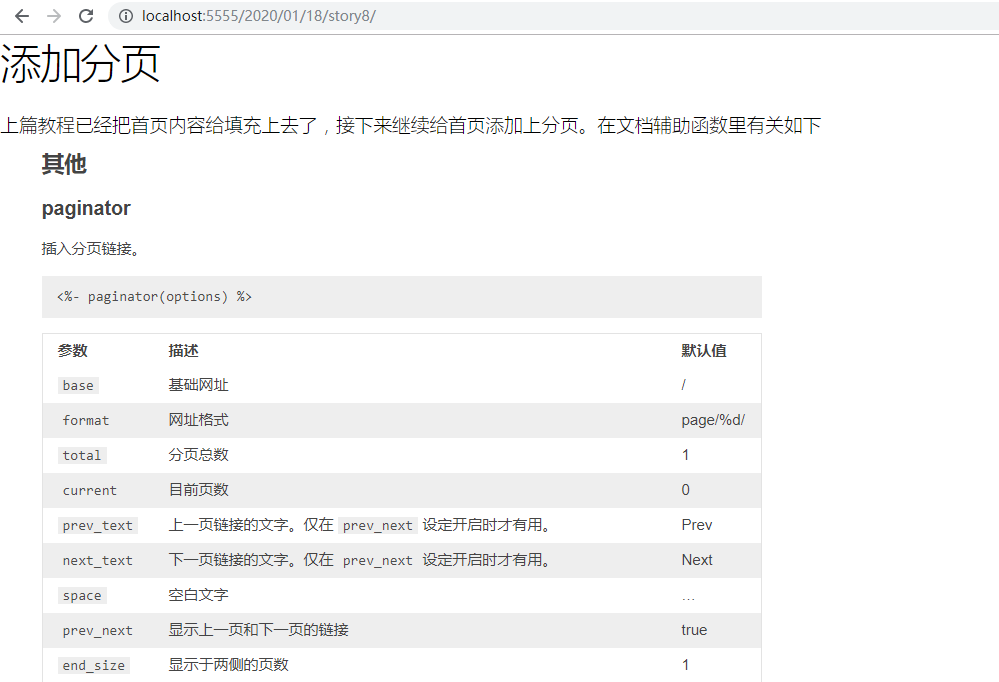 localhost:5555/2020/01/18/story8/
添加分页
上篇教程已经把首页内容给填充上去了，接下来继续给首页添加上分页。在文档辅助函数里有关如下
其他
paginator
插入分页链接。
<%- paginator(options) %>
参数 描述 默认值
base 基础网址 /
format 网址格式 page/%d/
total 分页总数 1
current 目前页数 0
prev_text 上一页链接的文字。仅在 prev_next 设定开启时才有用。 Prev
next_text 下一页链接的文字。仅在 prev_next 设定开启时才有用。 Next
space 空白文字 …
prev_next 显示上一页和下一页的链接 true
end_size 显示于两侧的页数 1